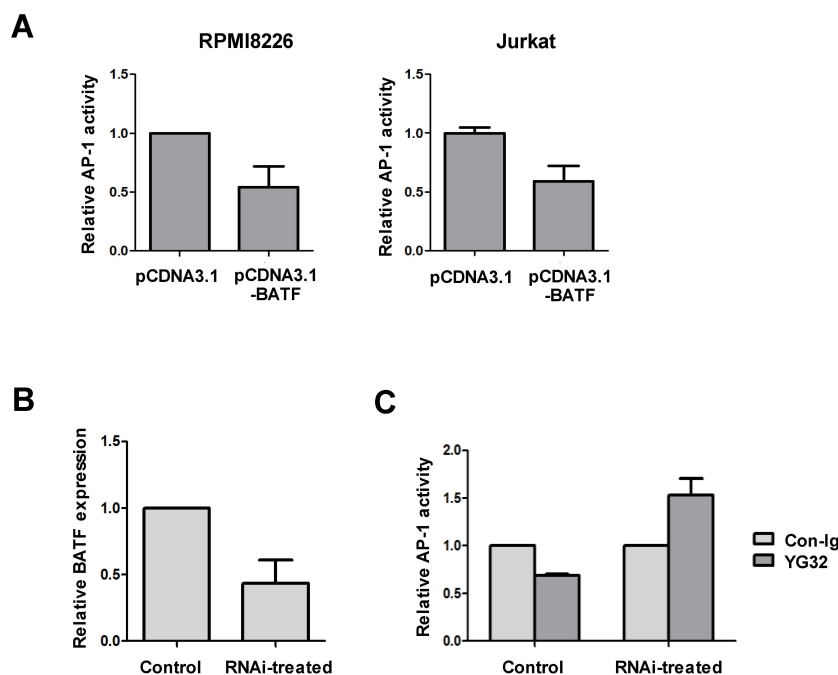 A
RPMI8226
Jurkat
Relative AP-1 activity
1.5
1.0
0.5
0.0
pCDNA3.1
pCDNA3.1
-BATF
Relative AP-1 activity
1.5
1.0
0.5
0.0
pCDNA3.1
pCDNA3.1
-BATF
B
Relative BATF expression
1.5
1.0
0.5
0.0
Control
RNAi-treated
C
Relative AP-1 activity
2.0
1.5
1.0
0.5
0.0
Control
RNAi-treated
Con-Ig
YG32